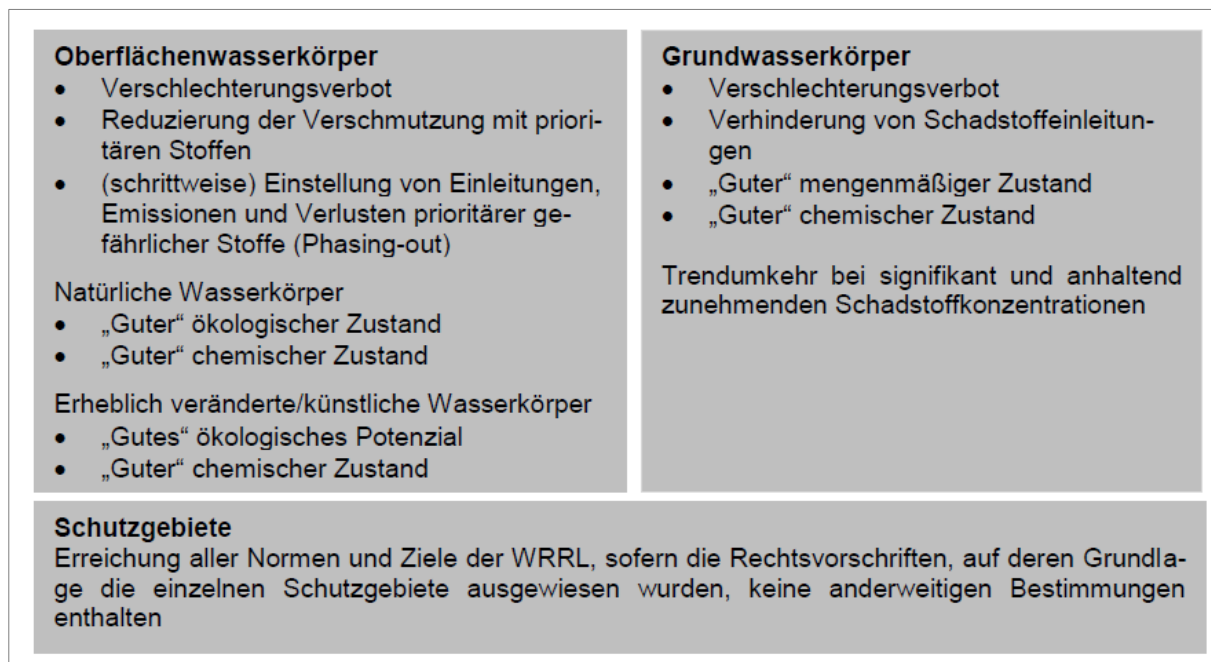 Oberflächenwasserkörper
• Verschlechterungsverbot
• Reduzierung der Verschmutzung mit priori-
tären Stoffen
• (schrittweise) Einstellung von Einleitungen,
Emissionen und Verlusten prioritärer ge-
fährlicher Stoffe (Phasing-out)
Natürliche Wasserkörper
• „Guter“ ökologischer Zustand
• „Guter“ chemischer Zustand
Erheblich veränderte/künstliche Wasserkörper
• „Gutes“ ökologisches Potenzial
• „Guter“ chemischer Zustand
Grundwasserkörper
• Verschlechterungsverbot
• Verhinderung von Schadstoffeinleitun-
gen
• „Guter“ mengenmäßiger Zustand
• „Guter“ chemischer Zustand
Trendumkehr bei signifikant und anhaltend
zunehmenden Schadstoffkonzentrationen
Schutzgebiete
Erreichung aller Normen und Ziele der WRRL, sofern die Rechtsvorschriften, auf deren Grundla-
ge die einzelnen Schutzgebiete ausgewiesen wurden, keine anderweitigen Bestimmungen
enthalten